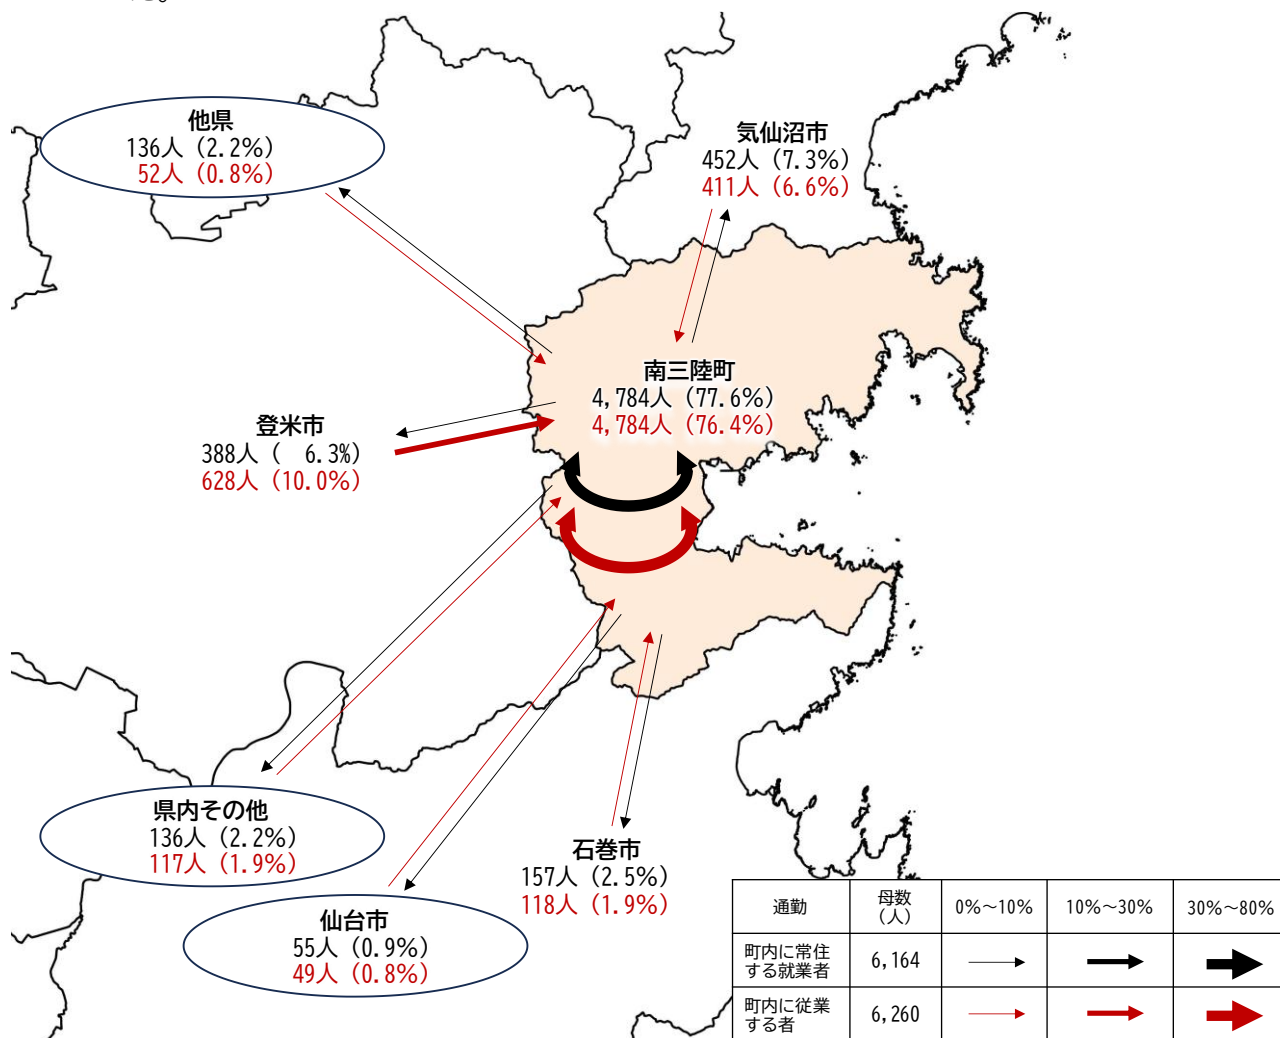 た。
他県
136人 (2.2%)
52人 (0.8%)
気仙沼市
452人 (7.3%)
411人 (6.6%)
南三陸町
4,784人 (77.6%)
4,784人 (76.4%)
登米市
388人 ( 6.3%)
628人 (10.0%)
県内その他
136人 (2.2%)
117人 (1.9%)
仙台市
55人 (0.9%)
49人 (0.8%)
石巻市
157人 (2.5%)
118人 (1.9%)
通勤 母数(人) 0%~10% 10%~30% 30%~80%
町内に常住する就業者 6,164
町内に従業する者 6,260